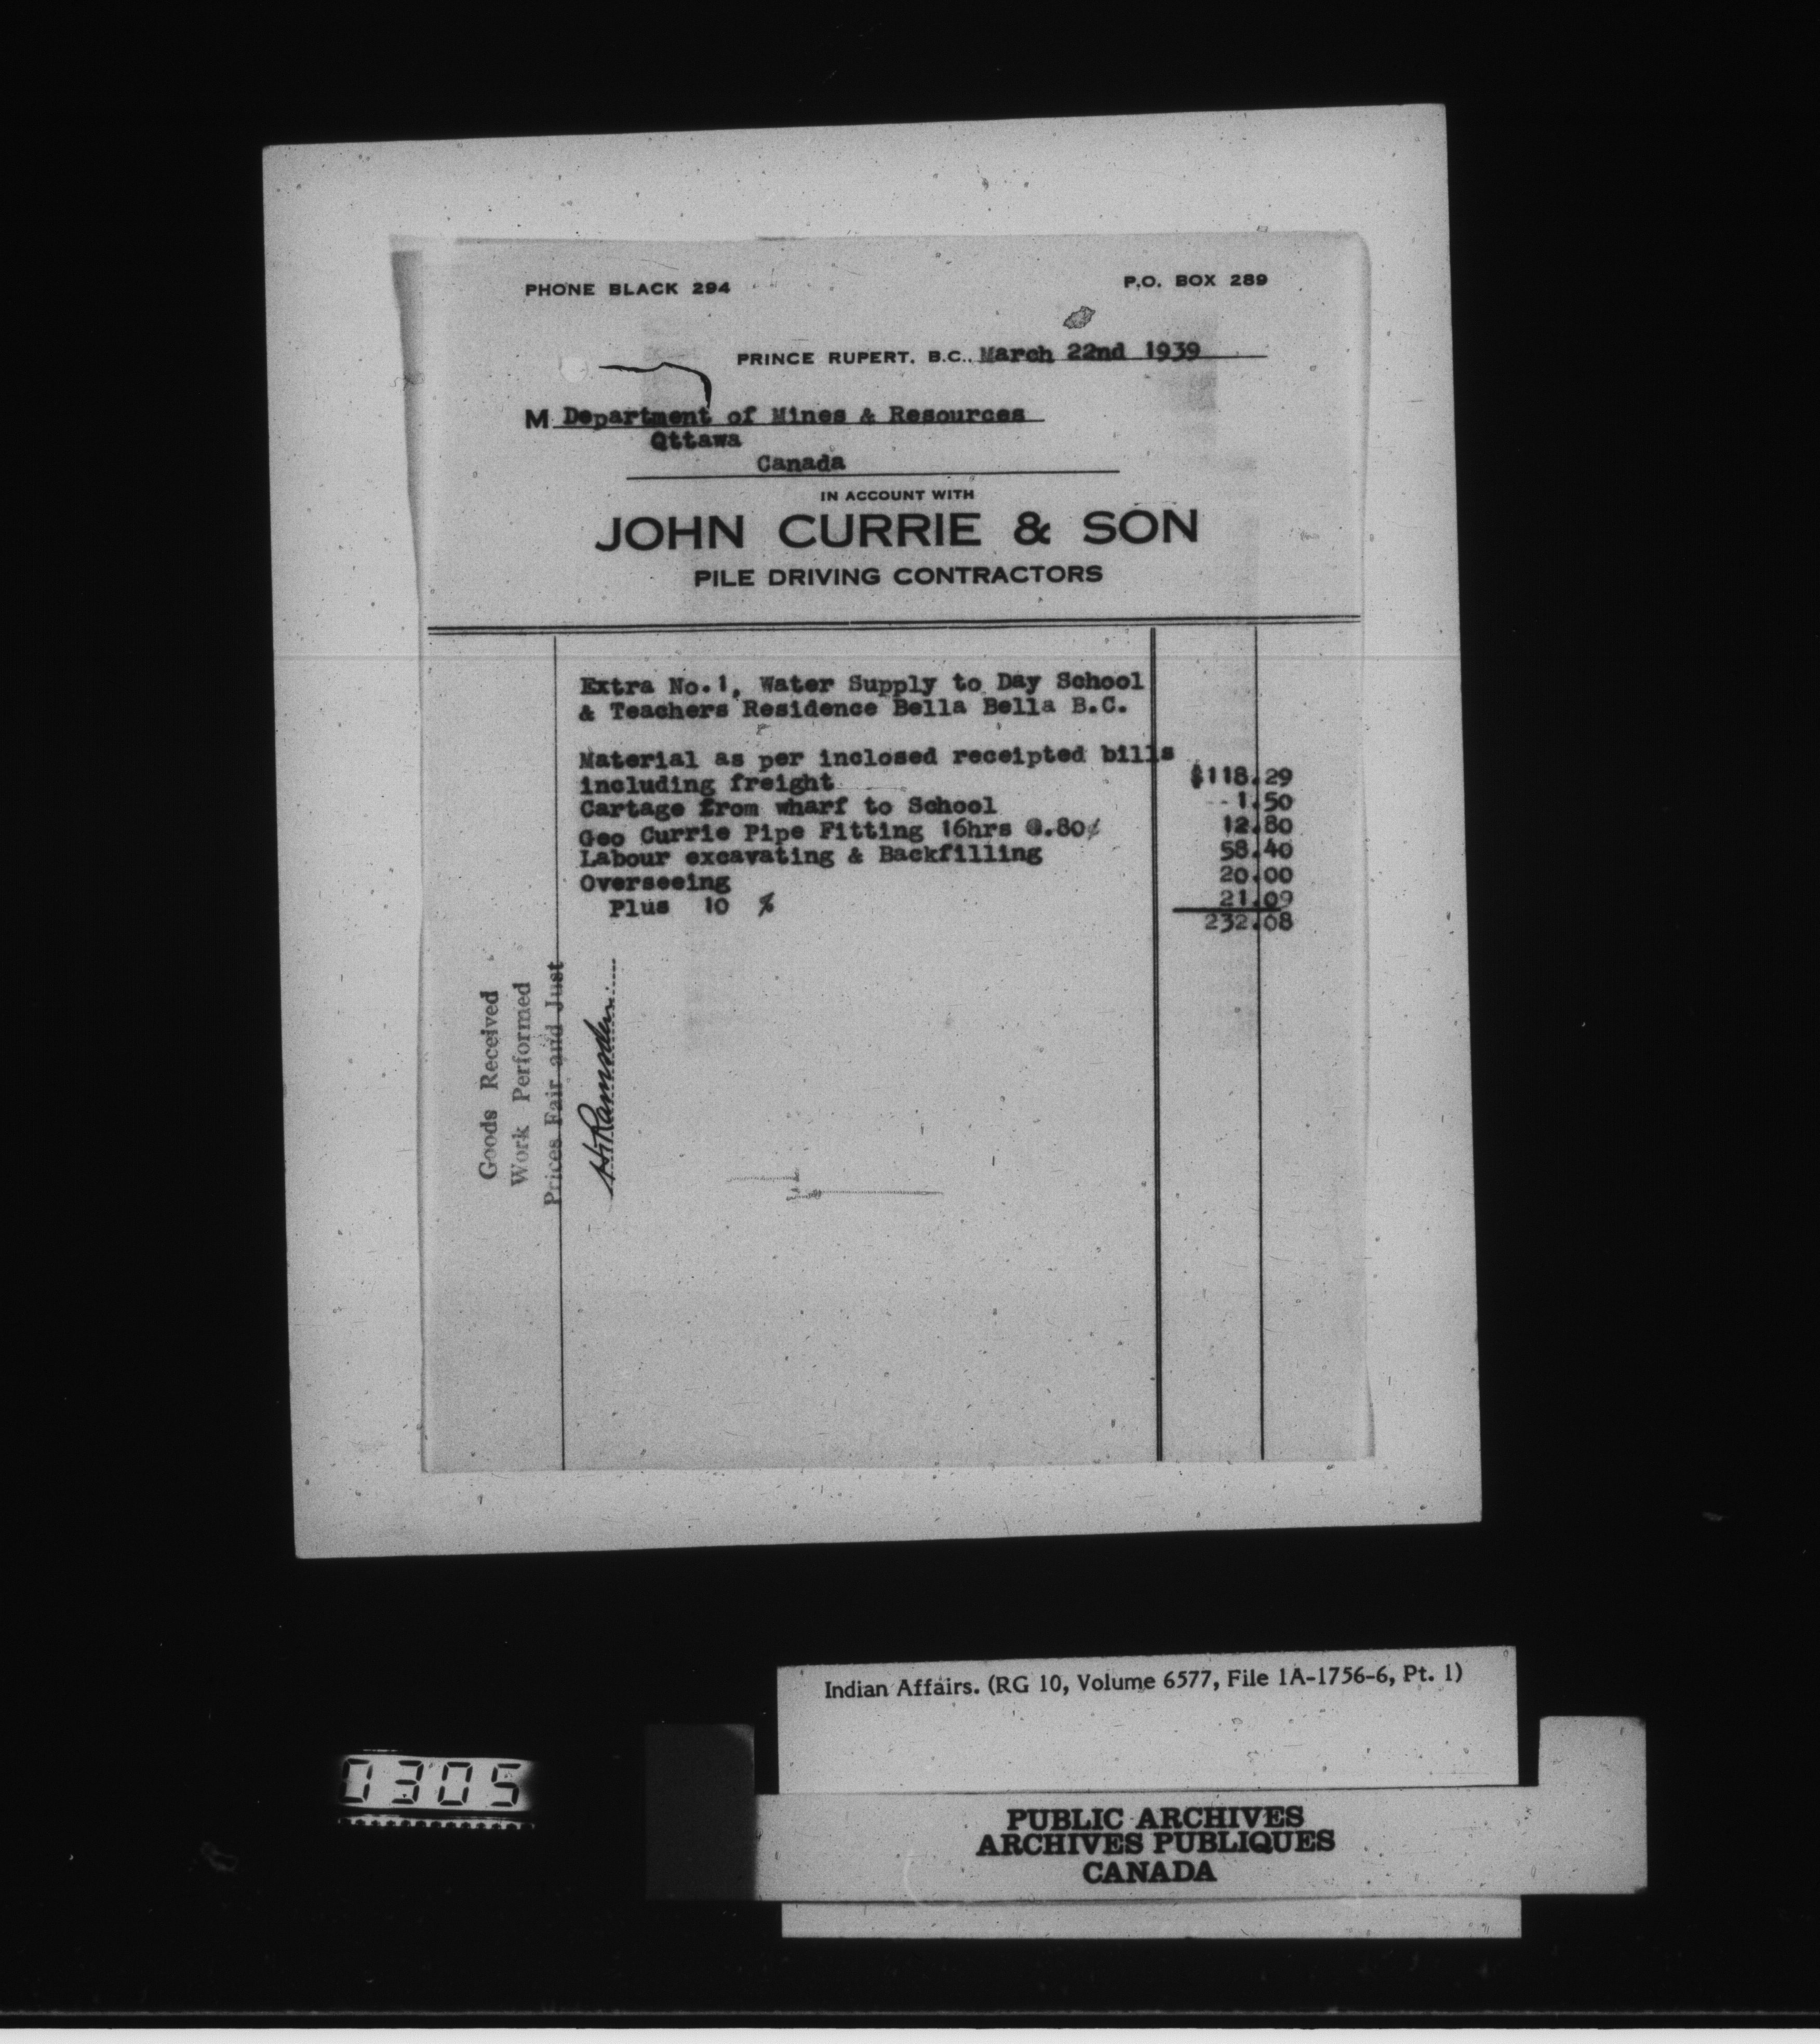 PHONE BLACK 294 P.O. BOX 289
PRINCE RUPERT, B.C., March 22nd 1939
M Department of Mines & Resources
Ottawa
Canada
IN ACCOUNT WITH
JOHN CURRIE & SON
PILE DRIVING CONTRACTORS
Extra No.1, Water Supply to Day School
& Teachers Residence Bella Bella B.C.
Material as per inclosed receipted bills
including freight $118.29
Cartage from wharf to School 1.50
Geo Currie Pipe Fitting 16hrs @.80¢ 12.80
Labour excavating & Backfilling 58.40
Overseeing 20.00
Plus 10 % 21.09
232.08
Goods Received
Work Performed
Prices Fair and Just
Indian Affairs. (RG 10, Volume 6577, File 1A-1756-6, Pt. 1)
0305
PUBLIC ARCHIVES
ARCHIVES PUBLIQUES
CANADA